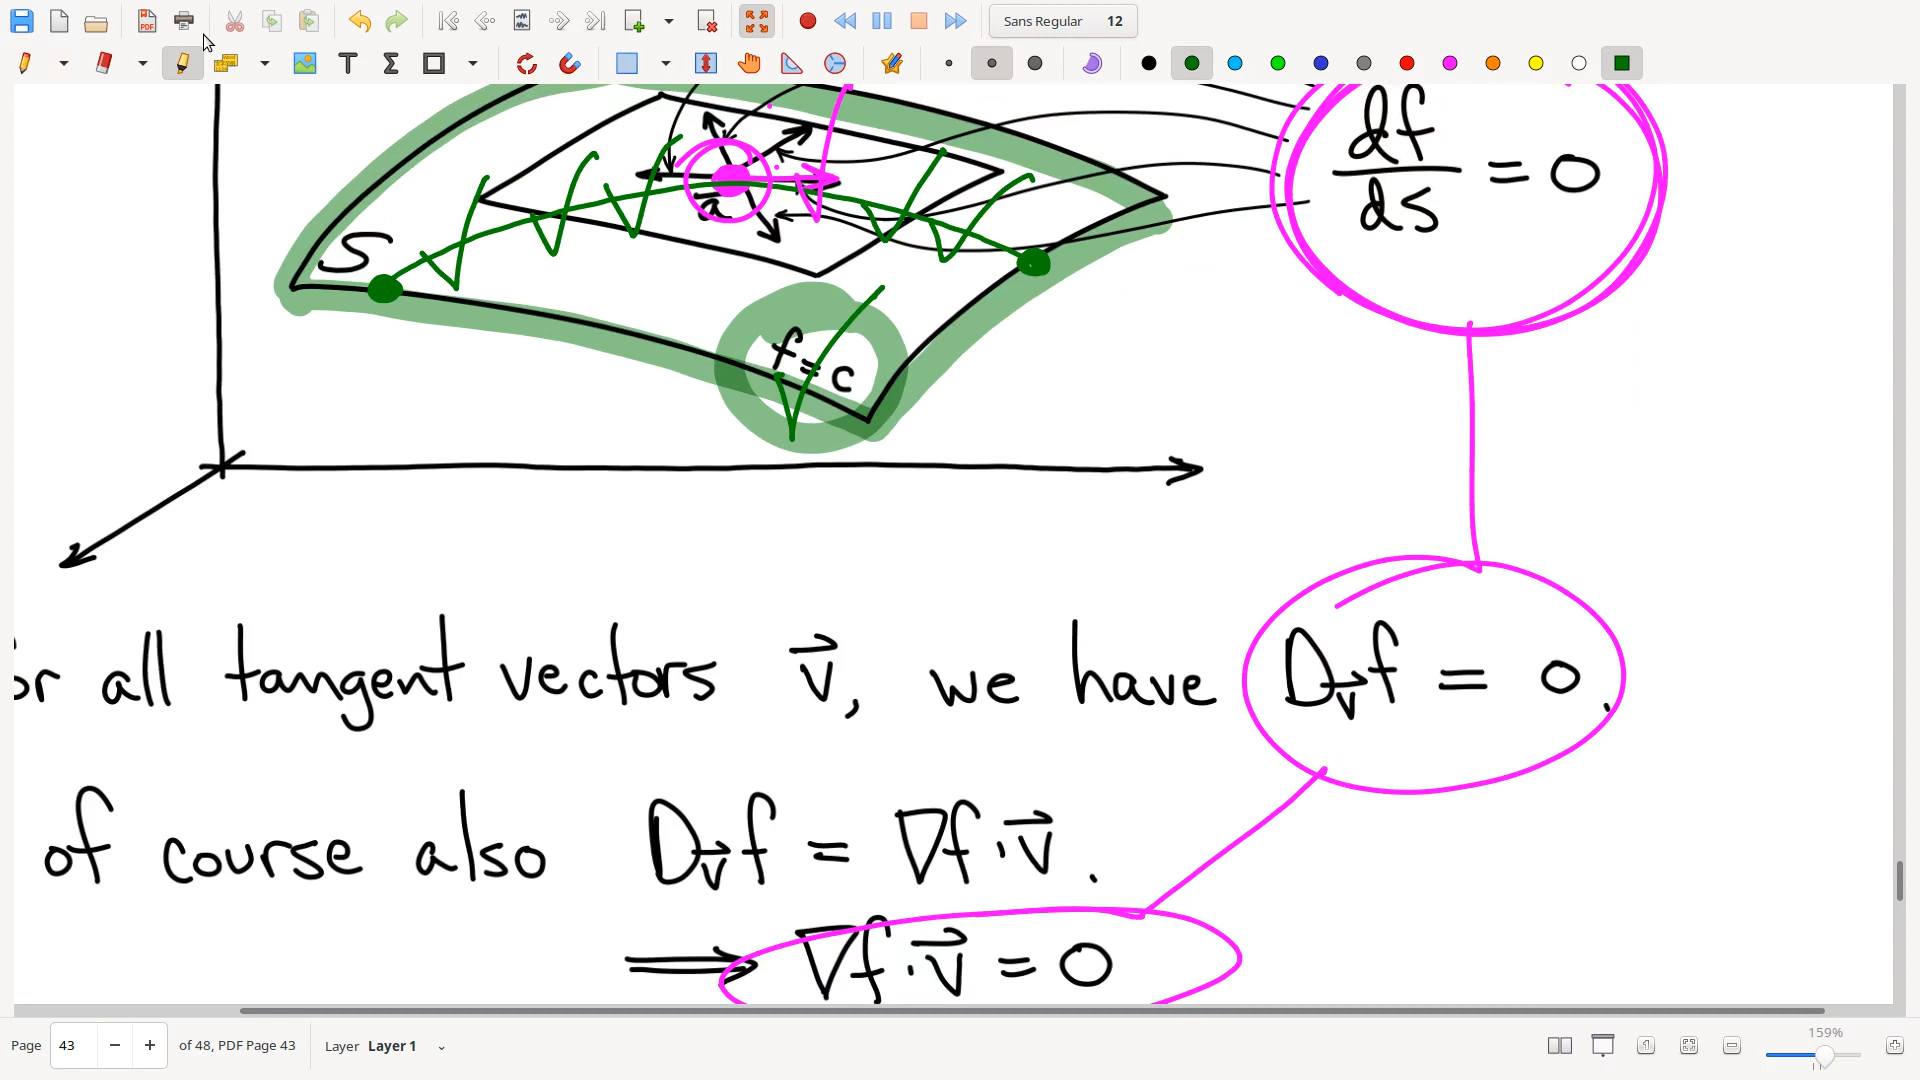 Sans Regular 12
df/ds = 0
S
a
f = c
or all tangent vectors v⃗, we have D_v⃗ f = 0.
of course also D_v⃗ f = ∇f · v⃗.
⟹ ∇f · v⃗ = 0
Page 43 − + of 48, PDF Page 43 Layer Layer 1 159%